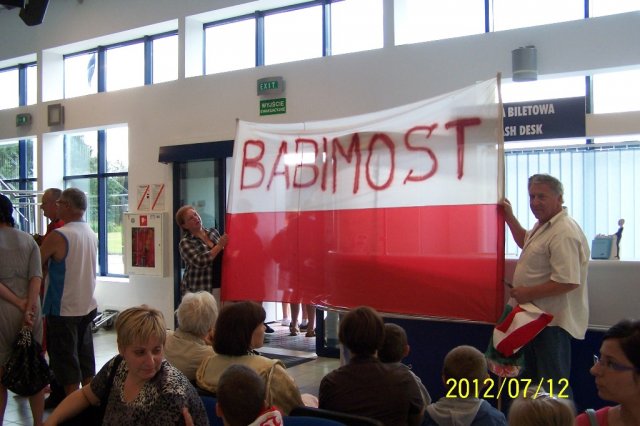 EXIT
WYJŚCIE
BABIMOST
A BILETOWA
SH DESK
2012/07/12